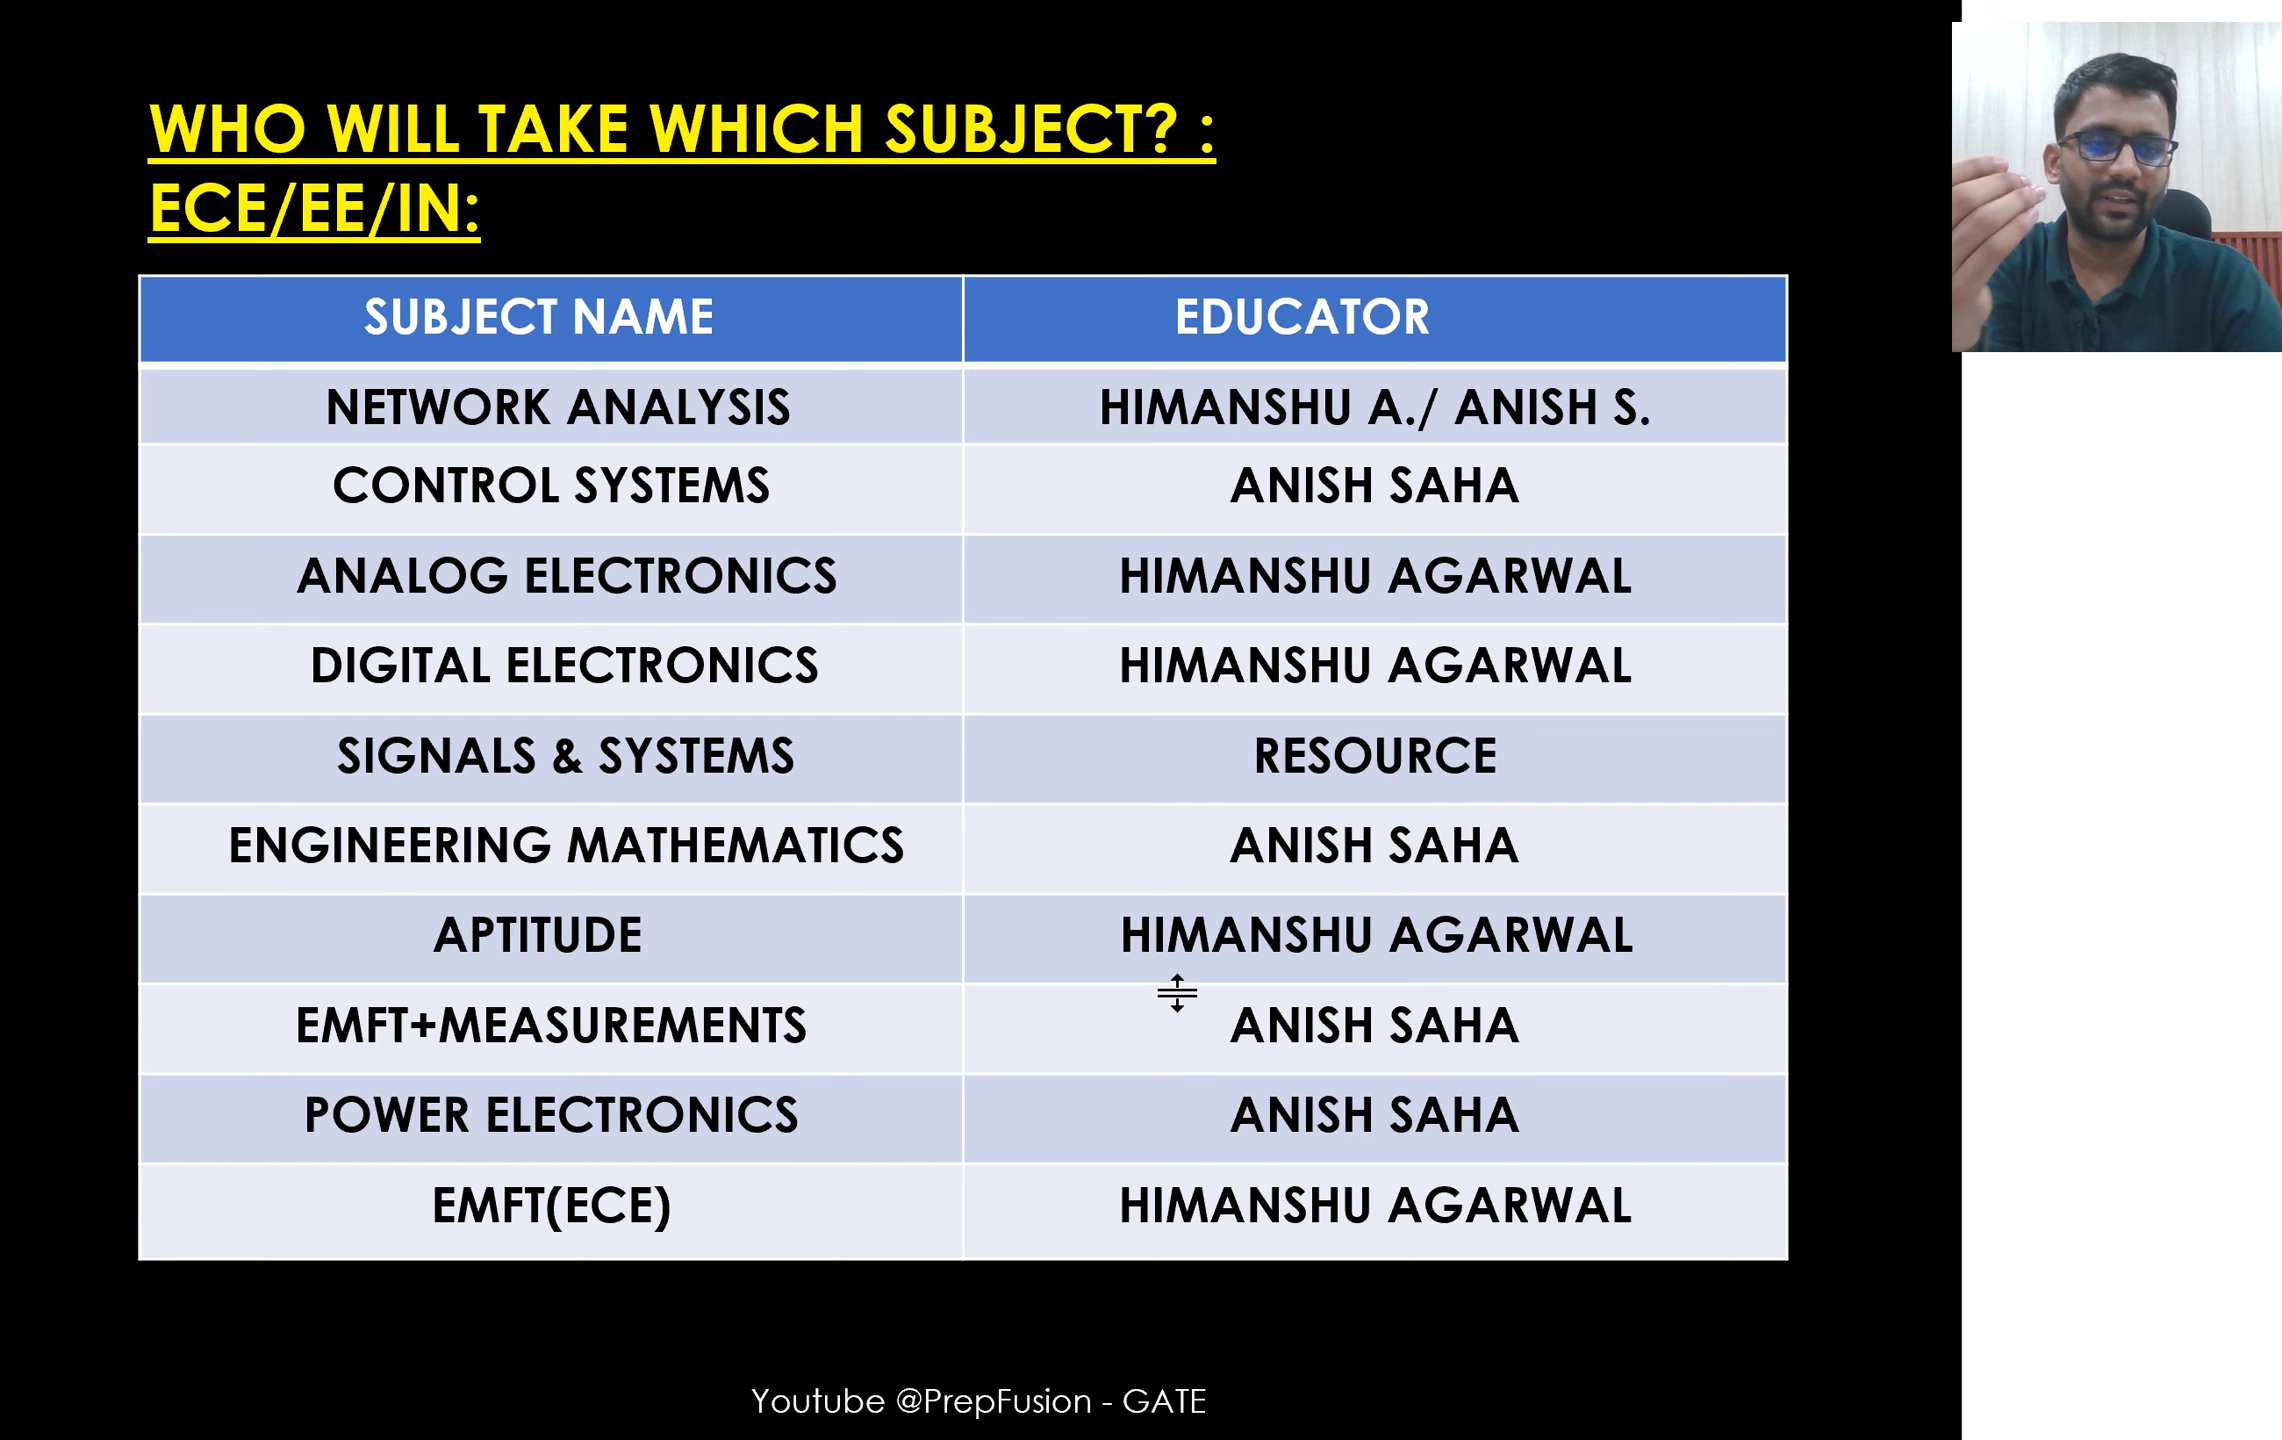 WHO WILL TAKE WHICH SUBJECT? :
ECE/EE/IN:
SUBJECT NAME EDUCATOR
NETWORK ANALYSIS HIMANSHU A./ ANISH S.
CONTROL SYSTEMS ANISH SAHA
ANALOG ELECTRONICS HIMANSHU AGARWAL
DIGITAL ELECTRONICS HIMANSHU AGARWAL
SIGNALS & SYSTEMS RESOURCE
ENGINEERING MATHEMATICS ANISH SAHA
APTITUDE HIMANSHU AGARWAL
EMFT+MEASUREMENTS ANISH SAHA
POWER ELECTRONICS ANISH SAHA
EMFT(ECE) HIMANSHU AGARWAL
Youtube @PrepFusion - GATE